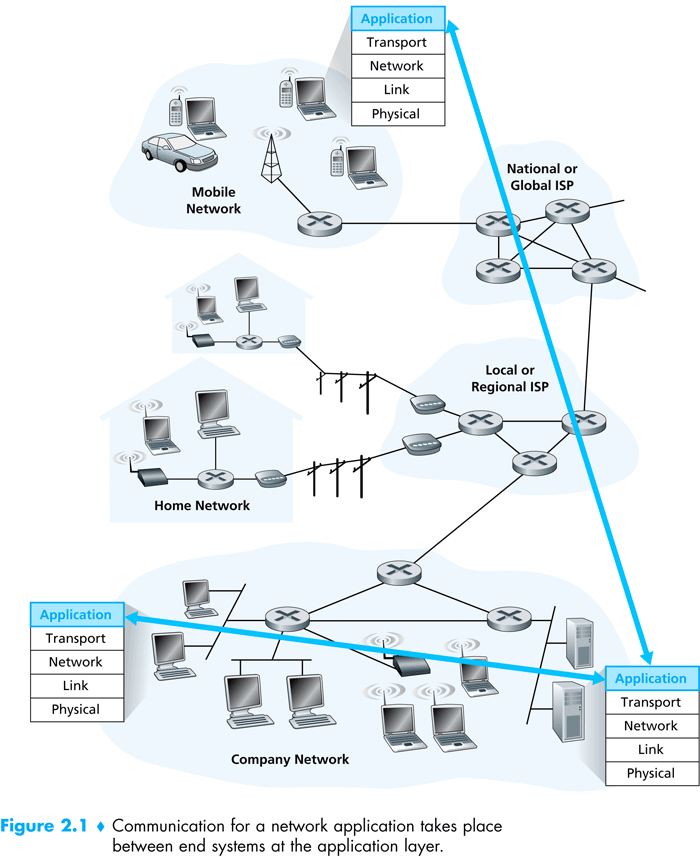 Application
Transport
Network
Link
Physical
Mobile
Network
National or
Global ISP
Local or
Regional ISP
Home Network
Application
Transport
Network
Link
Physical
Application
Transport
Network
Link
Physical
Company Network
Figure 2.1 ♦ Communication for a network application takes place
between end systems at the application layer.